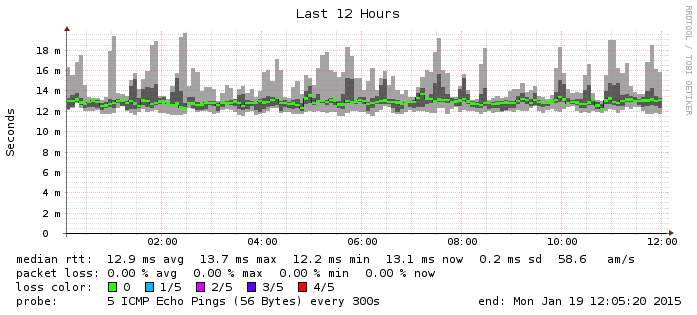 Last 12 Hours
RRDTOOL / TOBI OETIKER
Seconds
18 m
16 m
14 m
12 m
10 m
8 m
6 m
4 m
2 m
0
02:00 04:00 06:00 08:00 10:00 12:00
median rtt: 12.9 ms avg 13.7 ms max 12.2 ms min 13.1 ms now 0.2 ms sd 58.6 am/s
packet loss: 0.00 % avg 0.00 % max 0.00 % min 0.00 % now
loss color: 0 1/5 2/5 3/5 4/5
probe: 5 ICMP Echo Pings (56 Bytes) every 300s end: Mon Jan 19 12:05:20 2015